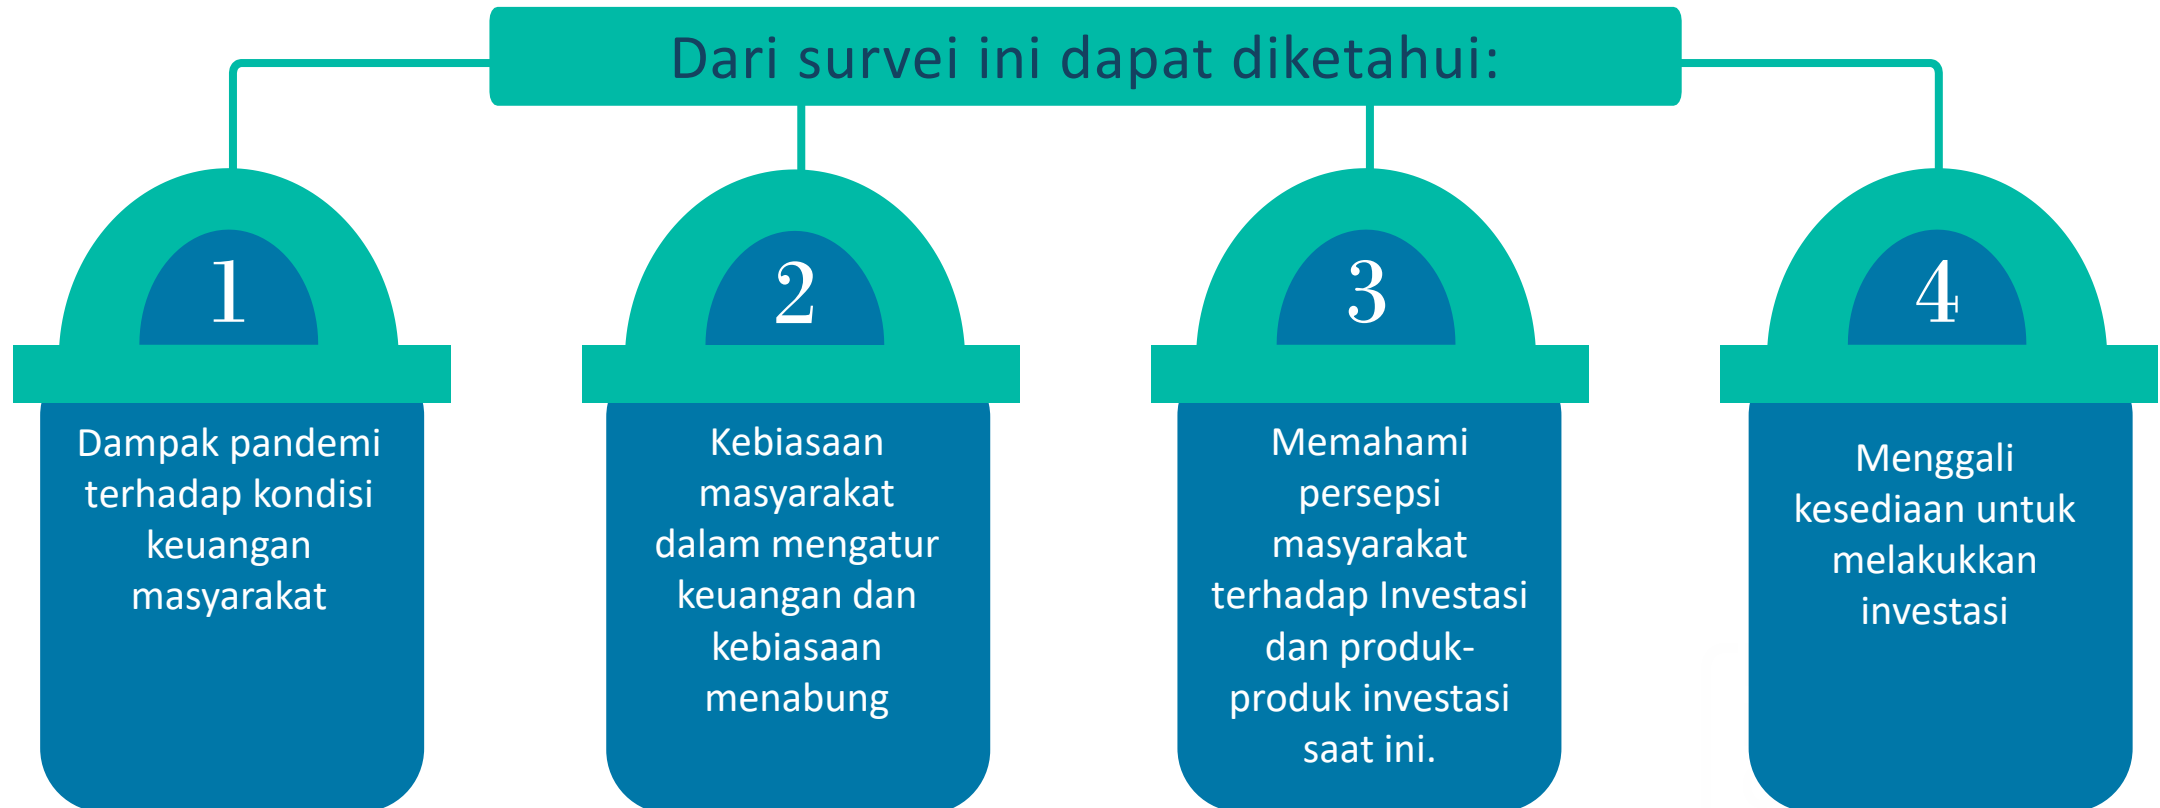 Dari survei ini dapat diketahui:
1
Dampak pandemi
terhadap kondisi
keuangan
masyarakat
2
Kebiasaan
masyarakat
dalam mengatur
keuangan dan
kebiasaan
menabung
3
Memahami
persepsi
masyarakat
terhadap Investasi
dan produk-
produk investasi
saat ini.
4
Menggali
kesediaan untuk
melakukkan
investasi